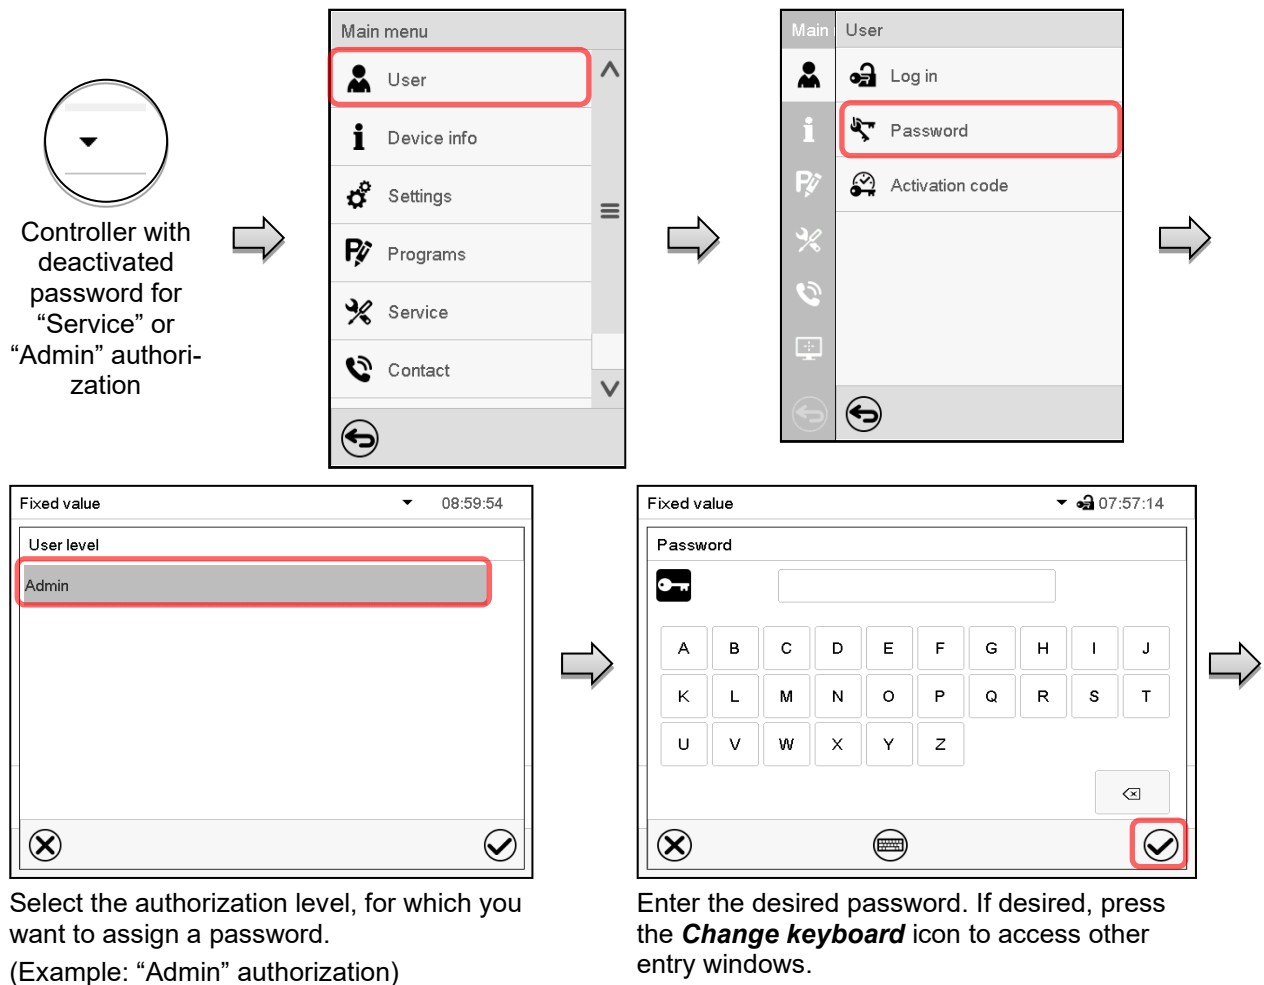 Controller with
deactivated
password for
“Service” or
“Admin” authori-
zation
Main menu
User
Device info
Settings
Programs
Service
Contact
Main
User
Log in
Password
Activation code
Fixed value
08:59:54
User level
Admin
Select the authorization level, for which you
want to assign a password.
(Example: “Admin” authorization)
Fixed value
07:57:14
Password
A B C D E F G H I J
K L M N O P Q R S T
U V W X Y Z
Enter the desired password. If desired, press
the Change keyboard icon to access other
entry windows.